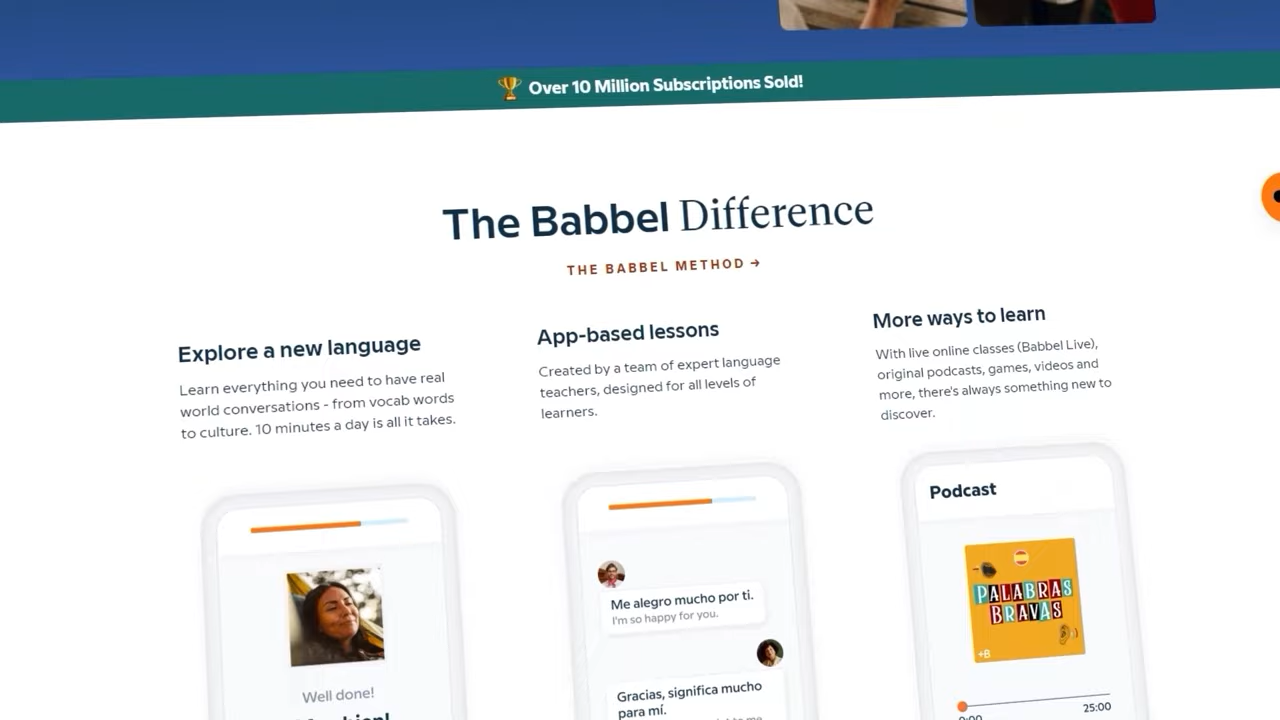 🏆 Over 10 Million Subscriptions Sold!
The Babbel Difference
THE BABBEL METHOD →
Explore a new language
Learn everything you need to have real
world conversations - from vocab words
to culture. 10 minutes a day is all it takes.
App-based lessons
Created by a team of expert language
teachers, designed for all levels of
learners.
More ways to learn
With live online classes (Babbel Live),
original podcasts, games, videos and
more, there's always something new to
discover.
Well done!
Me alegro mucho por ti.
I'm so happy for you.
Gracias, significa mucho
para mí.
Podcast
PALABRAS
BRAVAS
+B
0:00 25:00